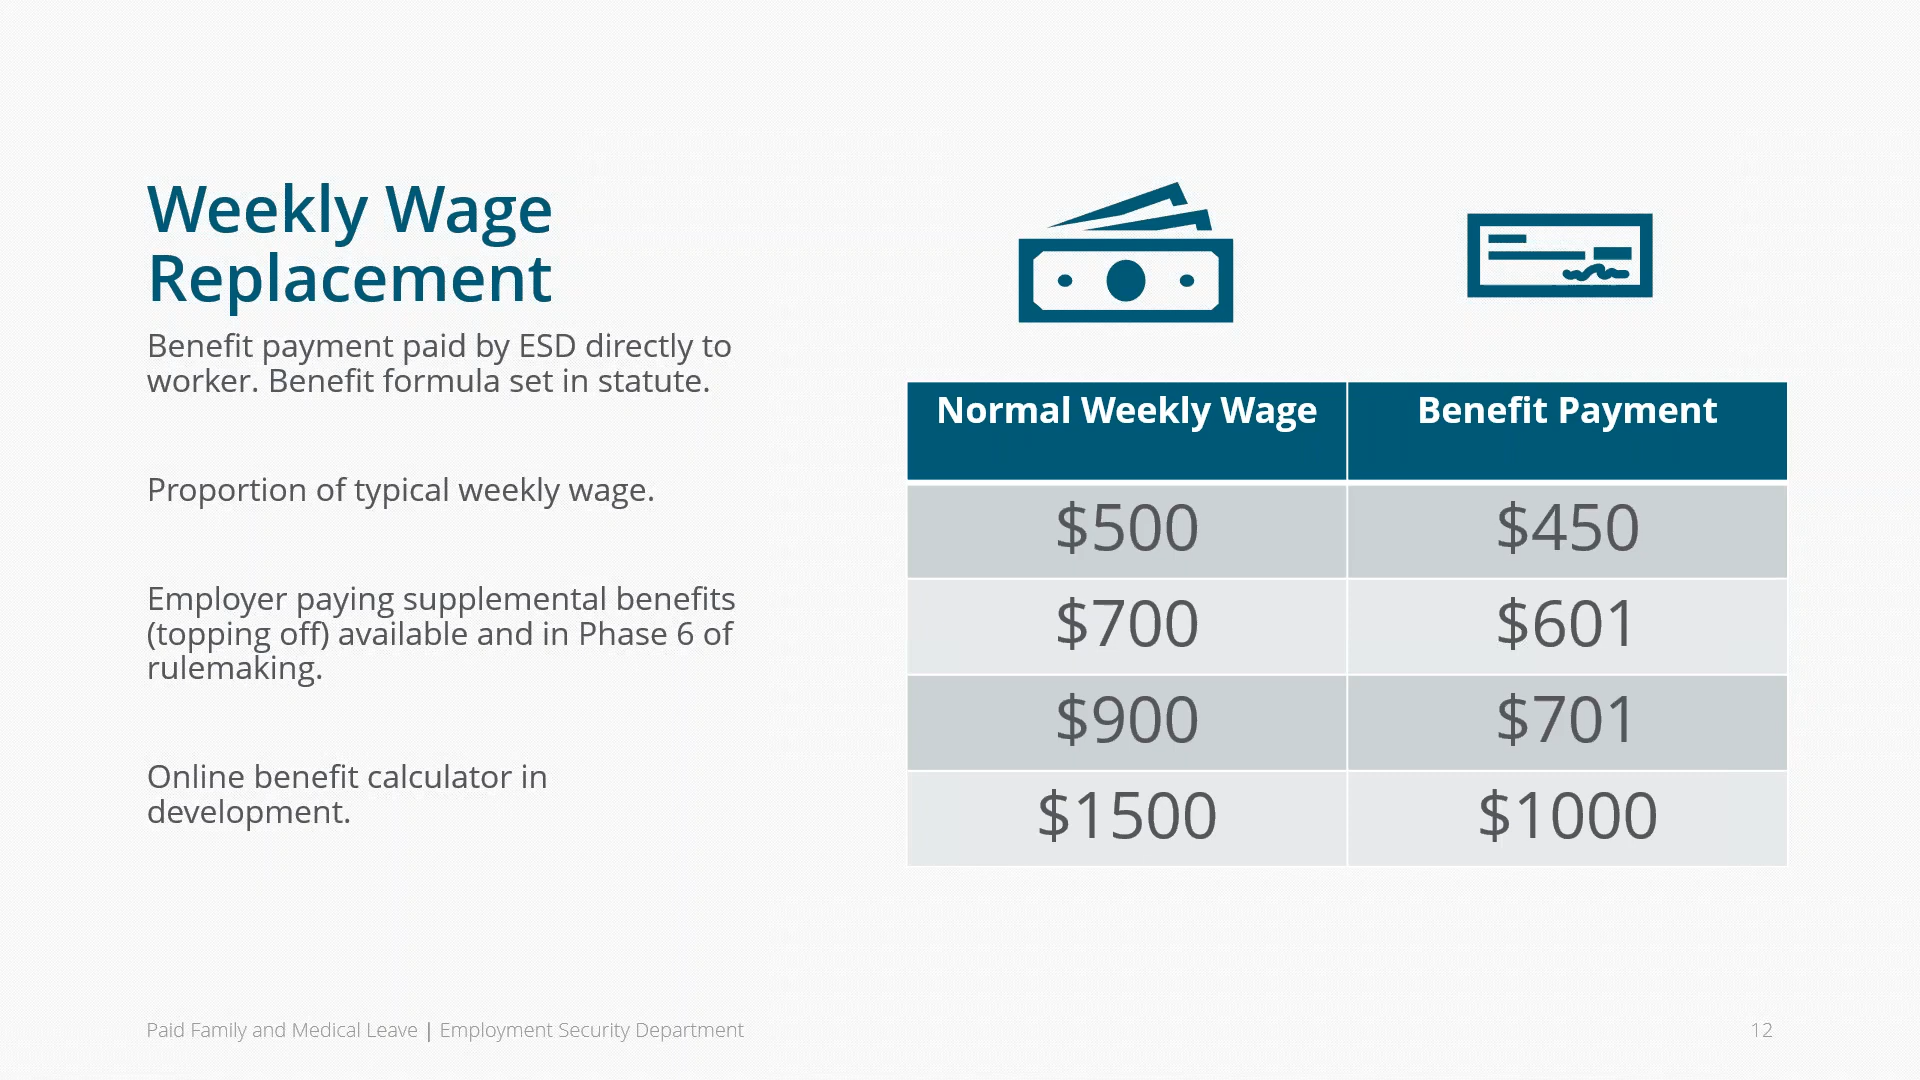 Weekly Wage
Replacement
Benefit payment paid by ESD directly to
worker. Benefit formula set in statute.
Proportion of typical weekly wage.
Employer paying supplemental benefits
(topping off) available and in Phase 6 of
rulemaking.
Online benefit calculator in
development.
Normal Weekly Wage Benefit Payment
$500 $450
$700 $601
$900 $701
$1500 $1000
Paid Family and Medical Leave | Employment Security Department 12